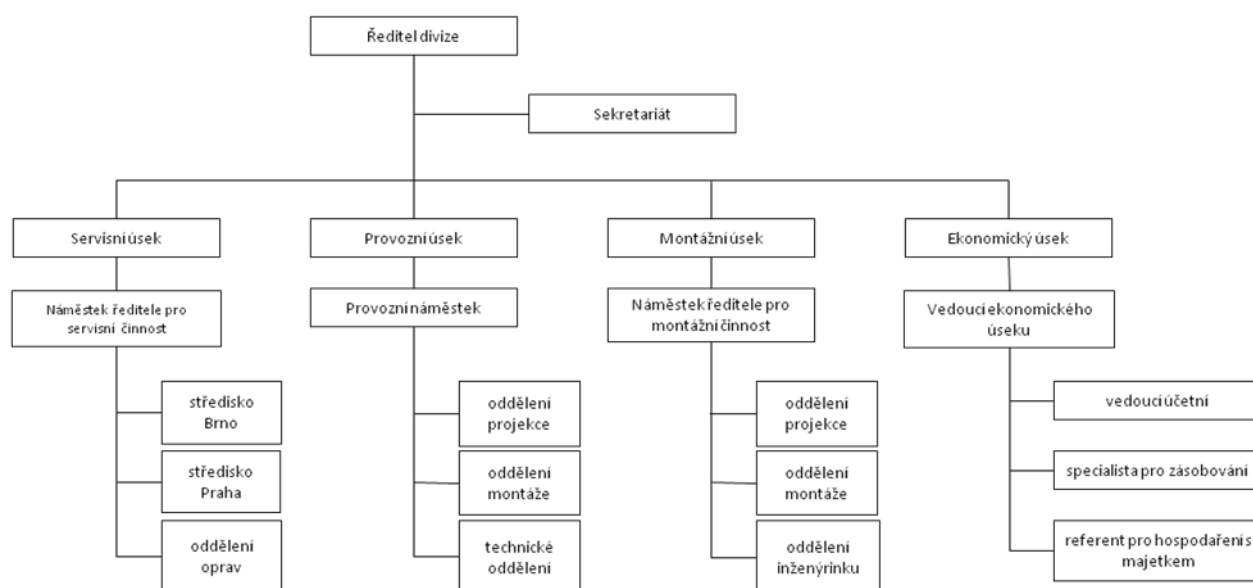 Ředitel divize
Sekretariát
Servisní úsek
Provozní úsek
Montážní úsek
Ekonomický úsek
Náměstek ředitele pro
servisní činnost
Provozní náměstek
Náměstek ředitele pro
montážní činnost
Vedoucí ekonomického
úseku
středisko
Brno
středisko
Praha
oddělení
oprav
oddělení
projekce
oddělení
montáže
technické
oddělení
oddělení
projekce
oddělení
montáže
oddělení
inženýrinku
vedoucí účetní
specialista pro zásobování
referent pro hospodaření s
majetkem